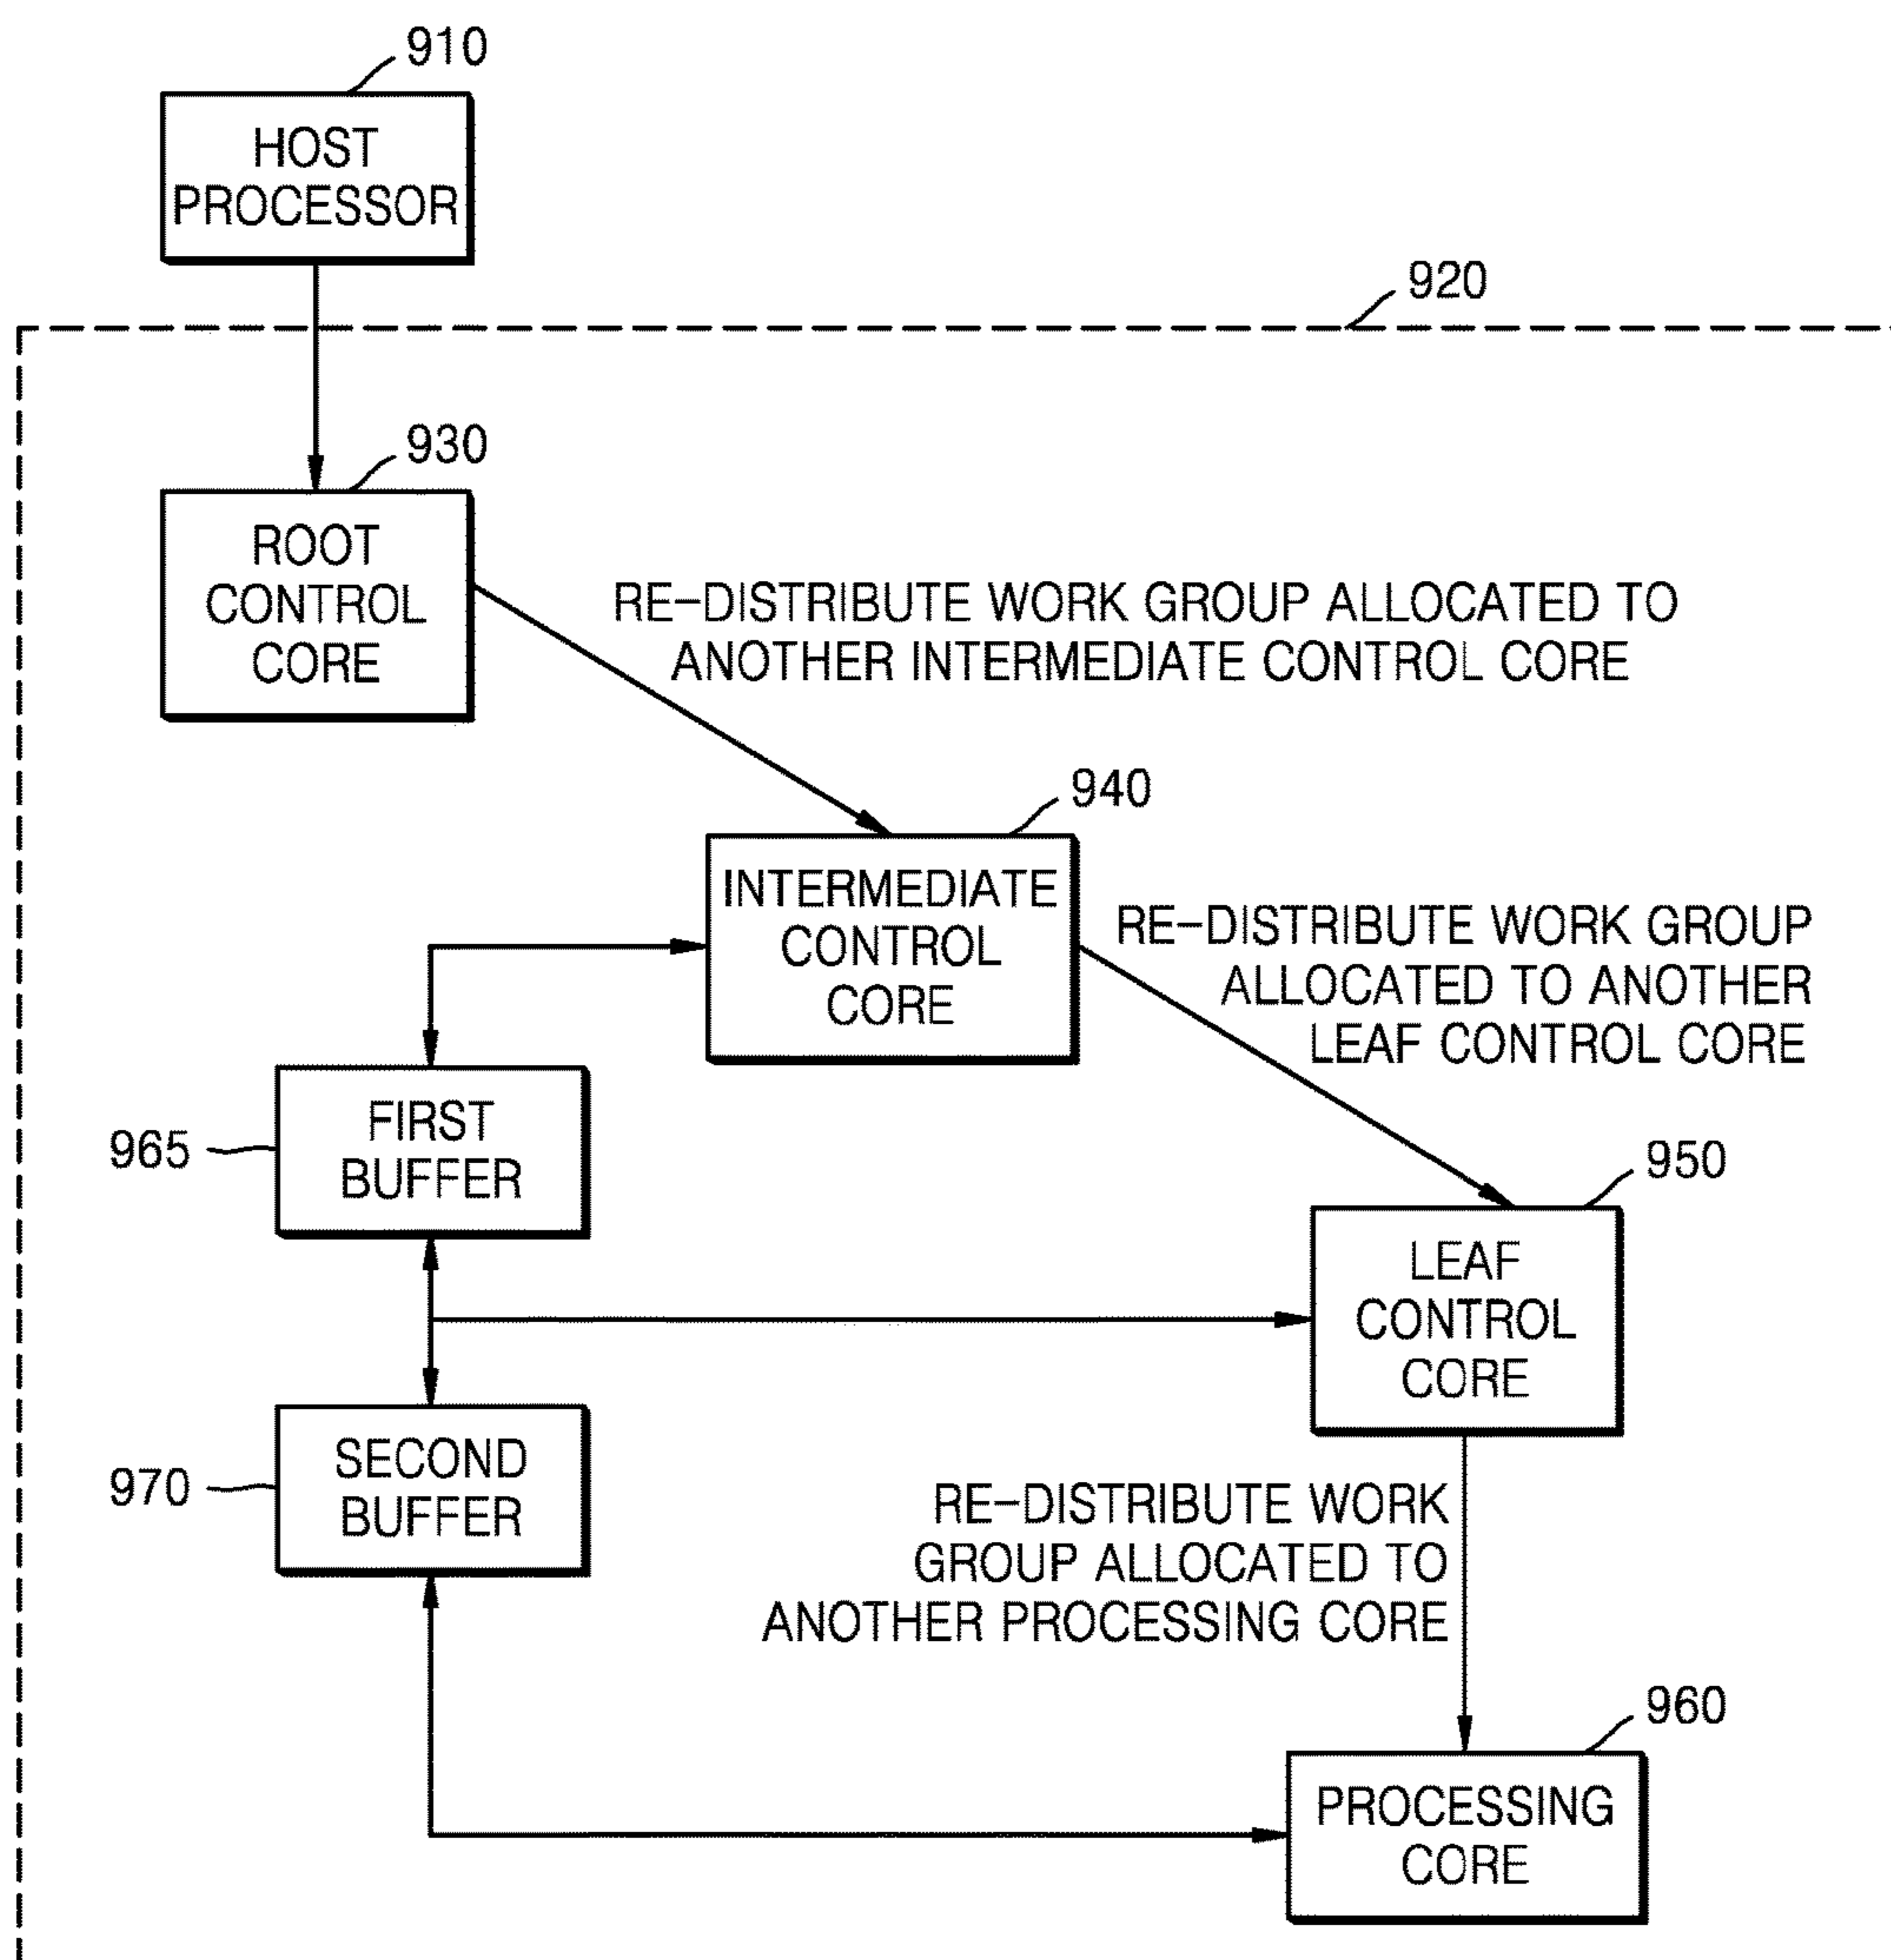 910
HOST
PROCESSOR
920
930
ROOT
CONTROL
CORE
RE-DISTRIBUTE WORK GROUP ALLOCATED TO
ANOTHER INTERMEDIATE CONTROL CORE
940
INTERMEDIATE
CONTROL
CORE
RE-DISTRIBUTE WORK GROUP
ALLOCATED TO ANOTHER
LEAF CONTROL CORE
965
FIRST
BUFFER
950
LEAF
CONTROL
CORE
970
SECOND
BUFFER
RE-DISTRIBUTE WORK
GROUP ALLOCATED TO
ANOTHER PROCESSING CORE
960
PROCESSING
CORE